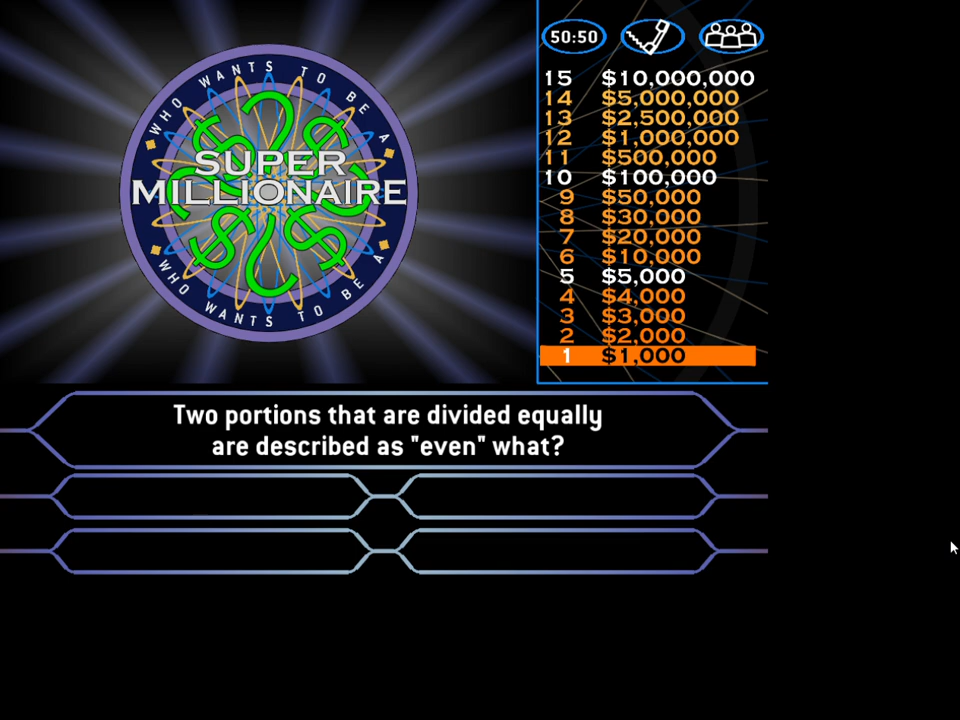 WHO WANTS TO BE A
SUPER
MILLIONAIRE
WHO WANTS TO BE A
50:50
15 $10,000,000
14 $5,000,000
13 $2,500,000
12 $1,000,000
11 $500,000
10 $100,000
9 $50,000
8 $30,000
7 $20,000
6 $10,000
5 $5,000
4 $4,000
3 $3,000
2 $2,000
1 $1,000
Two portions that are divided equally
are described as "even" what?